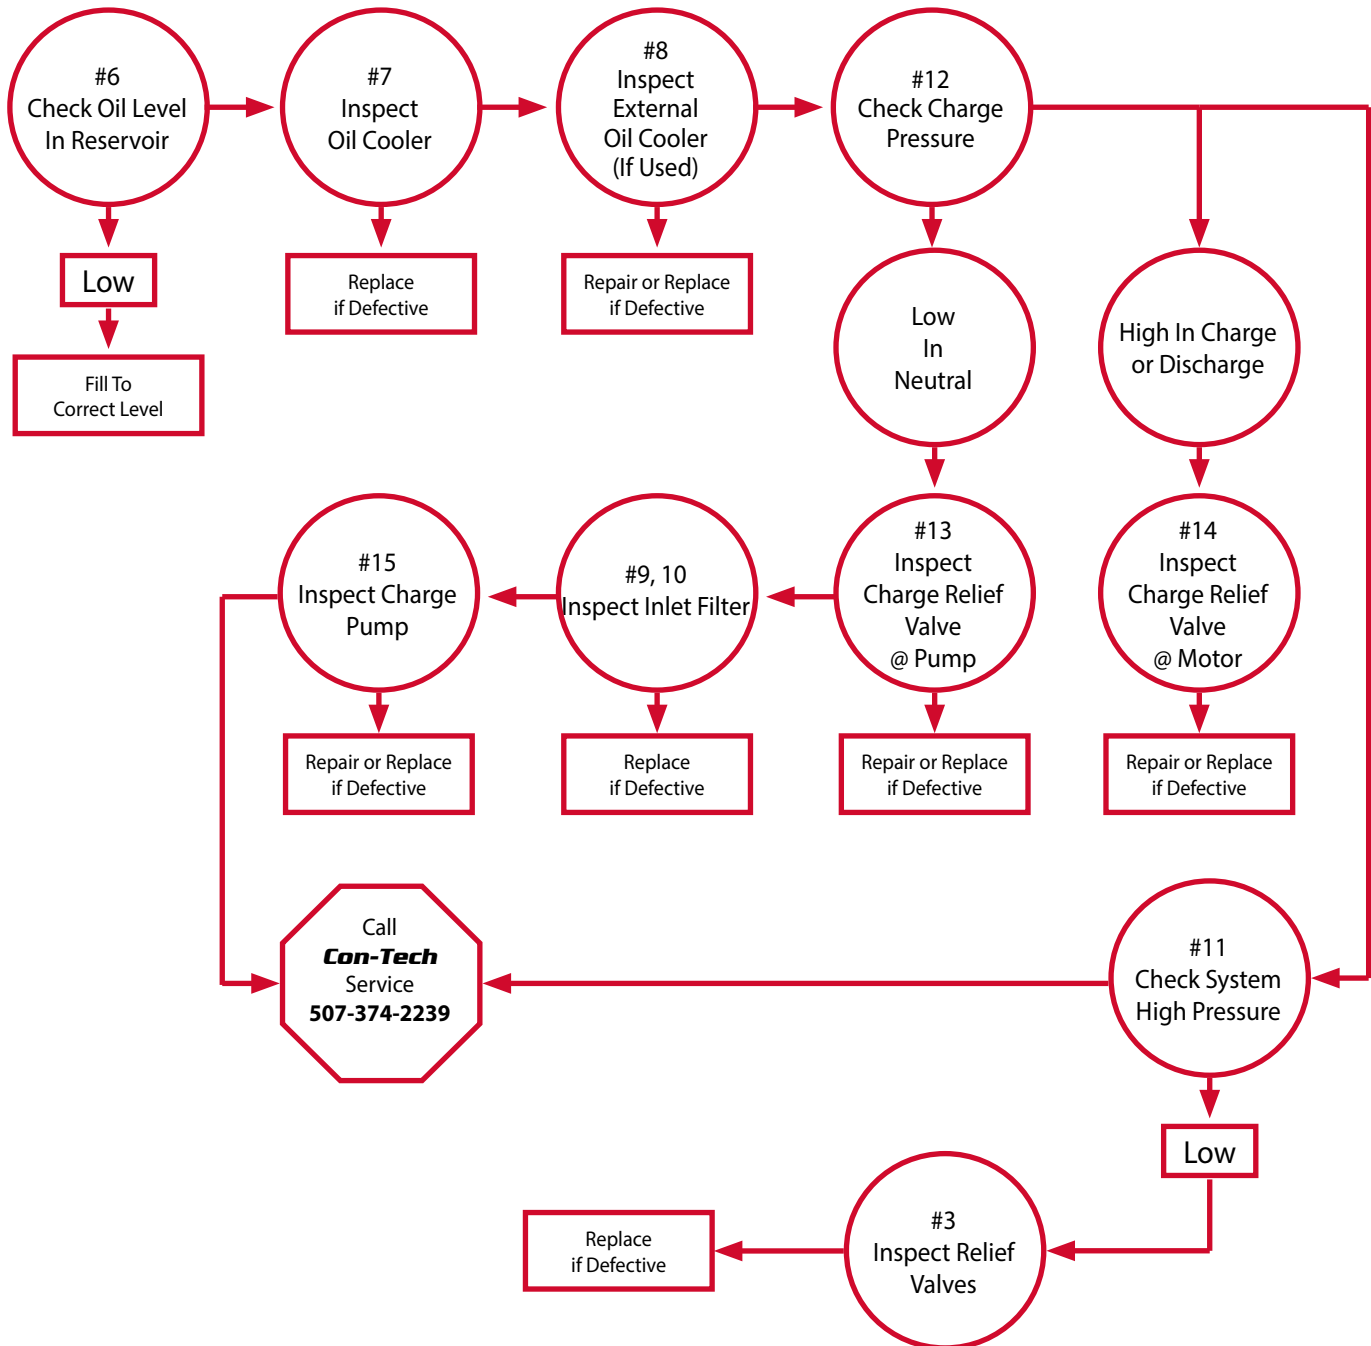 #6
Check Oil Level
In Reservoir
#7
Inspect
Oil Cooler
#8
Inspect
External
Oil Cooler
(If Used)
#12
Check Charge
Pressure
Low
Replace
if Defective
Repair or Replace
if Defective
Fill To
Correct Level
Low
In
Neutral
High In Charge
or Discharge
#15
Inspect Charge
Pump
#9, 10
Inspect Inlet Filter
#13
Inspect
Charge Relief
Valve
@ Pump
#14
Inspect
Charge Relief
Valve
@ Motor
Repair or Replace
if Defective
Replace
if Defective
Repair or Replace
if Defective
Repair or Replace
if Defective
Call
Con-Tech
Service
507-374-2239
#11
Check System
High Pressure
Low
#3
Inspect Relief
Valves
Replace
if Defective